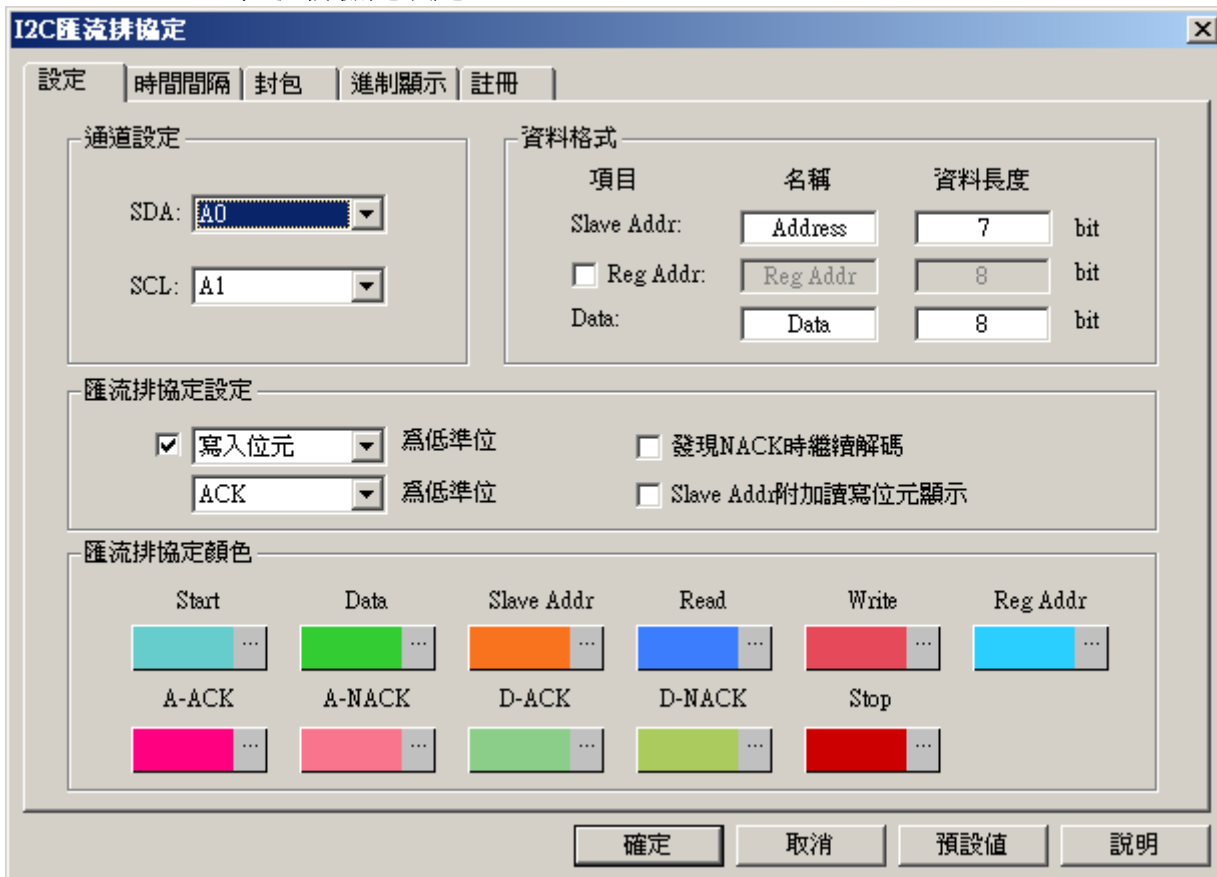 I2C匯流排協定
設定 時間間隔 封包 進制顯示 註冊
通道設定 資料格式
項目 名稱 資料長度
SDA: A0 Slave Addr: Address 7 bit
SCL: A1 Reg Addr: Reg Addr 8 bit
Data: Data 8 bit
匯流排協定設定
寫入位元 爲低準位 發現NACK時繼續解碼
ACK 爲低準位 Slave Addr附加讀寫位元顯示
匯流排協定顏色
Start Data Slave Addr Read Write Reg Addr
... ... ... ... ... ...
A-ACK A-NACK D-ACK D-NACK Stop
... ... ... ... ...
確定 取消 預設值 說明